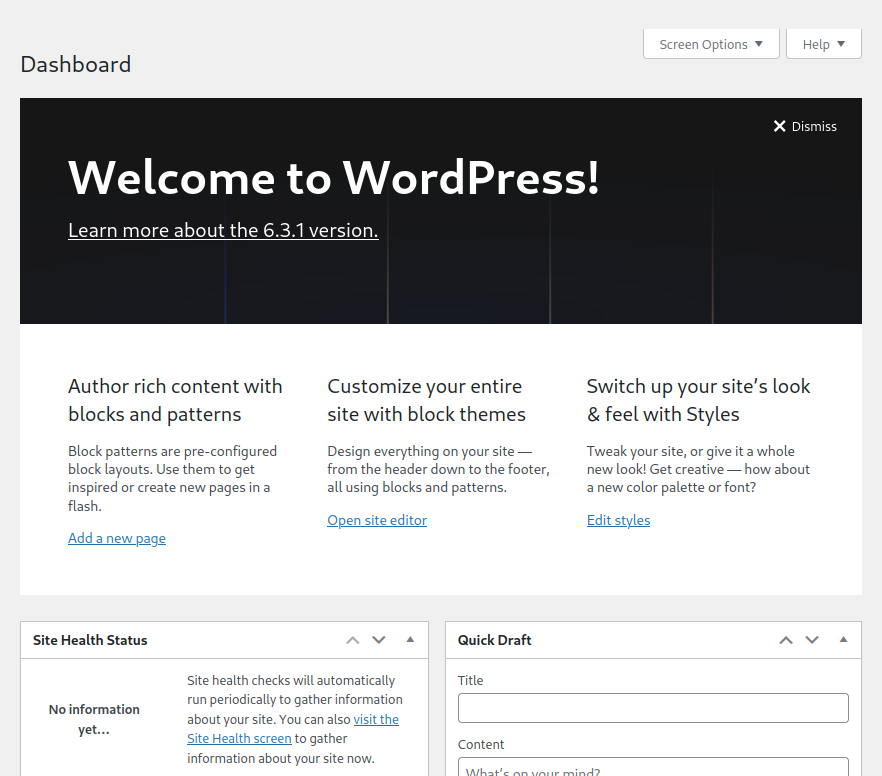 Screen Options ▼
Help ▼
Dashboard
Dismiss
Welcome to WordPress!
Learn more about the 6.3.1 version.
Author rich content with
blocks and patterns
Block patterns are pre-configured
block layouts. Use them to get
inspired or create new pages in a
flash.
Add a new page
Customize your entire
site with block themes
Design everything on your site —
from the header down to the footer,
all using blocks and patterns.
Open site editor
Switch up your site’s look
& feel with Styles
Tweak your site, or give it a whole
new look! Get creative — how about
a new color palette or font?
Edit styles
Site Health Status
No information
yet…
Site health checks will automatically
run periodically to gather information
about your site. You can also visit the
Site Health screen to gather
information about your site now.
Quick Draft
Title
Content
What’s on your mind?